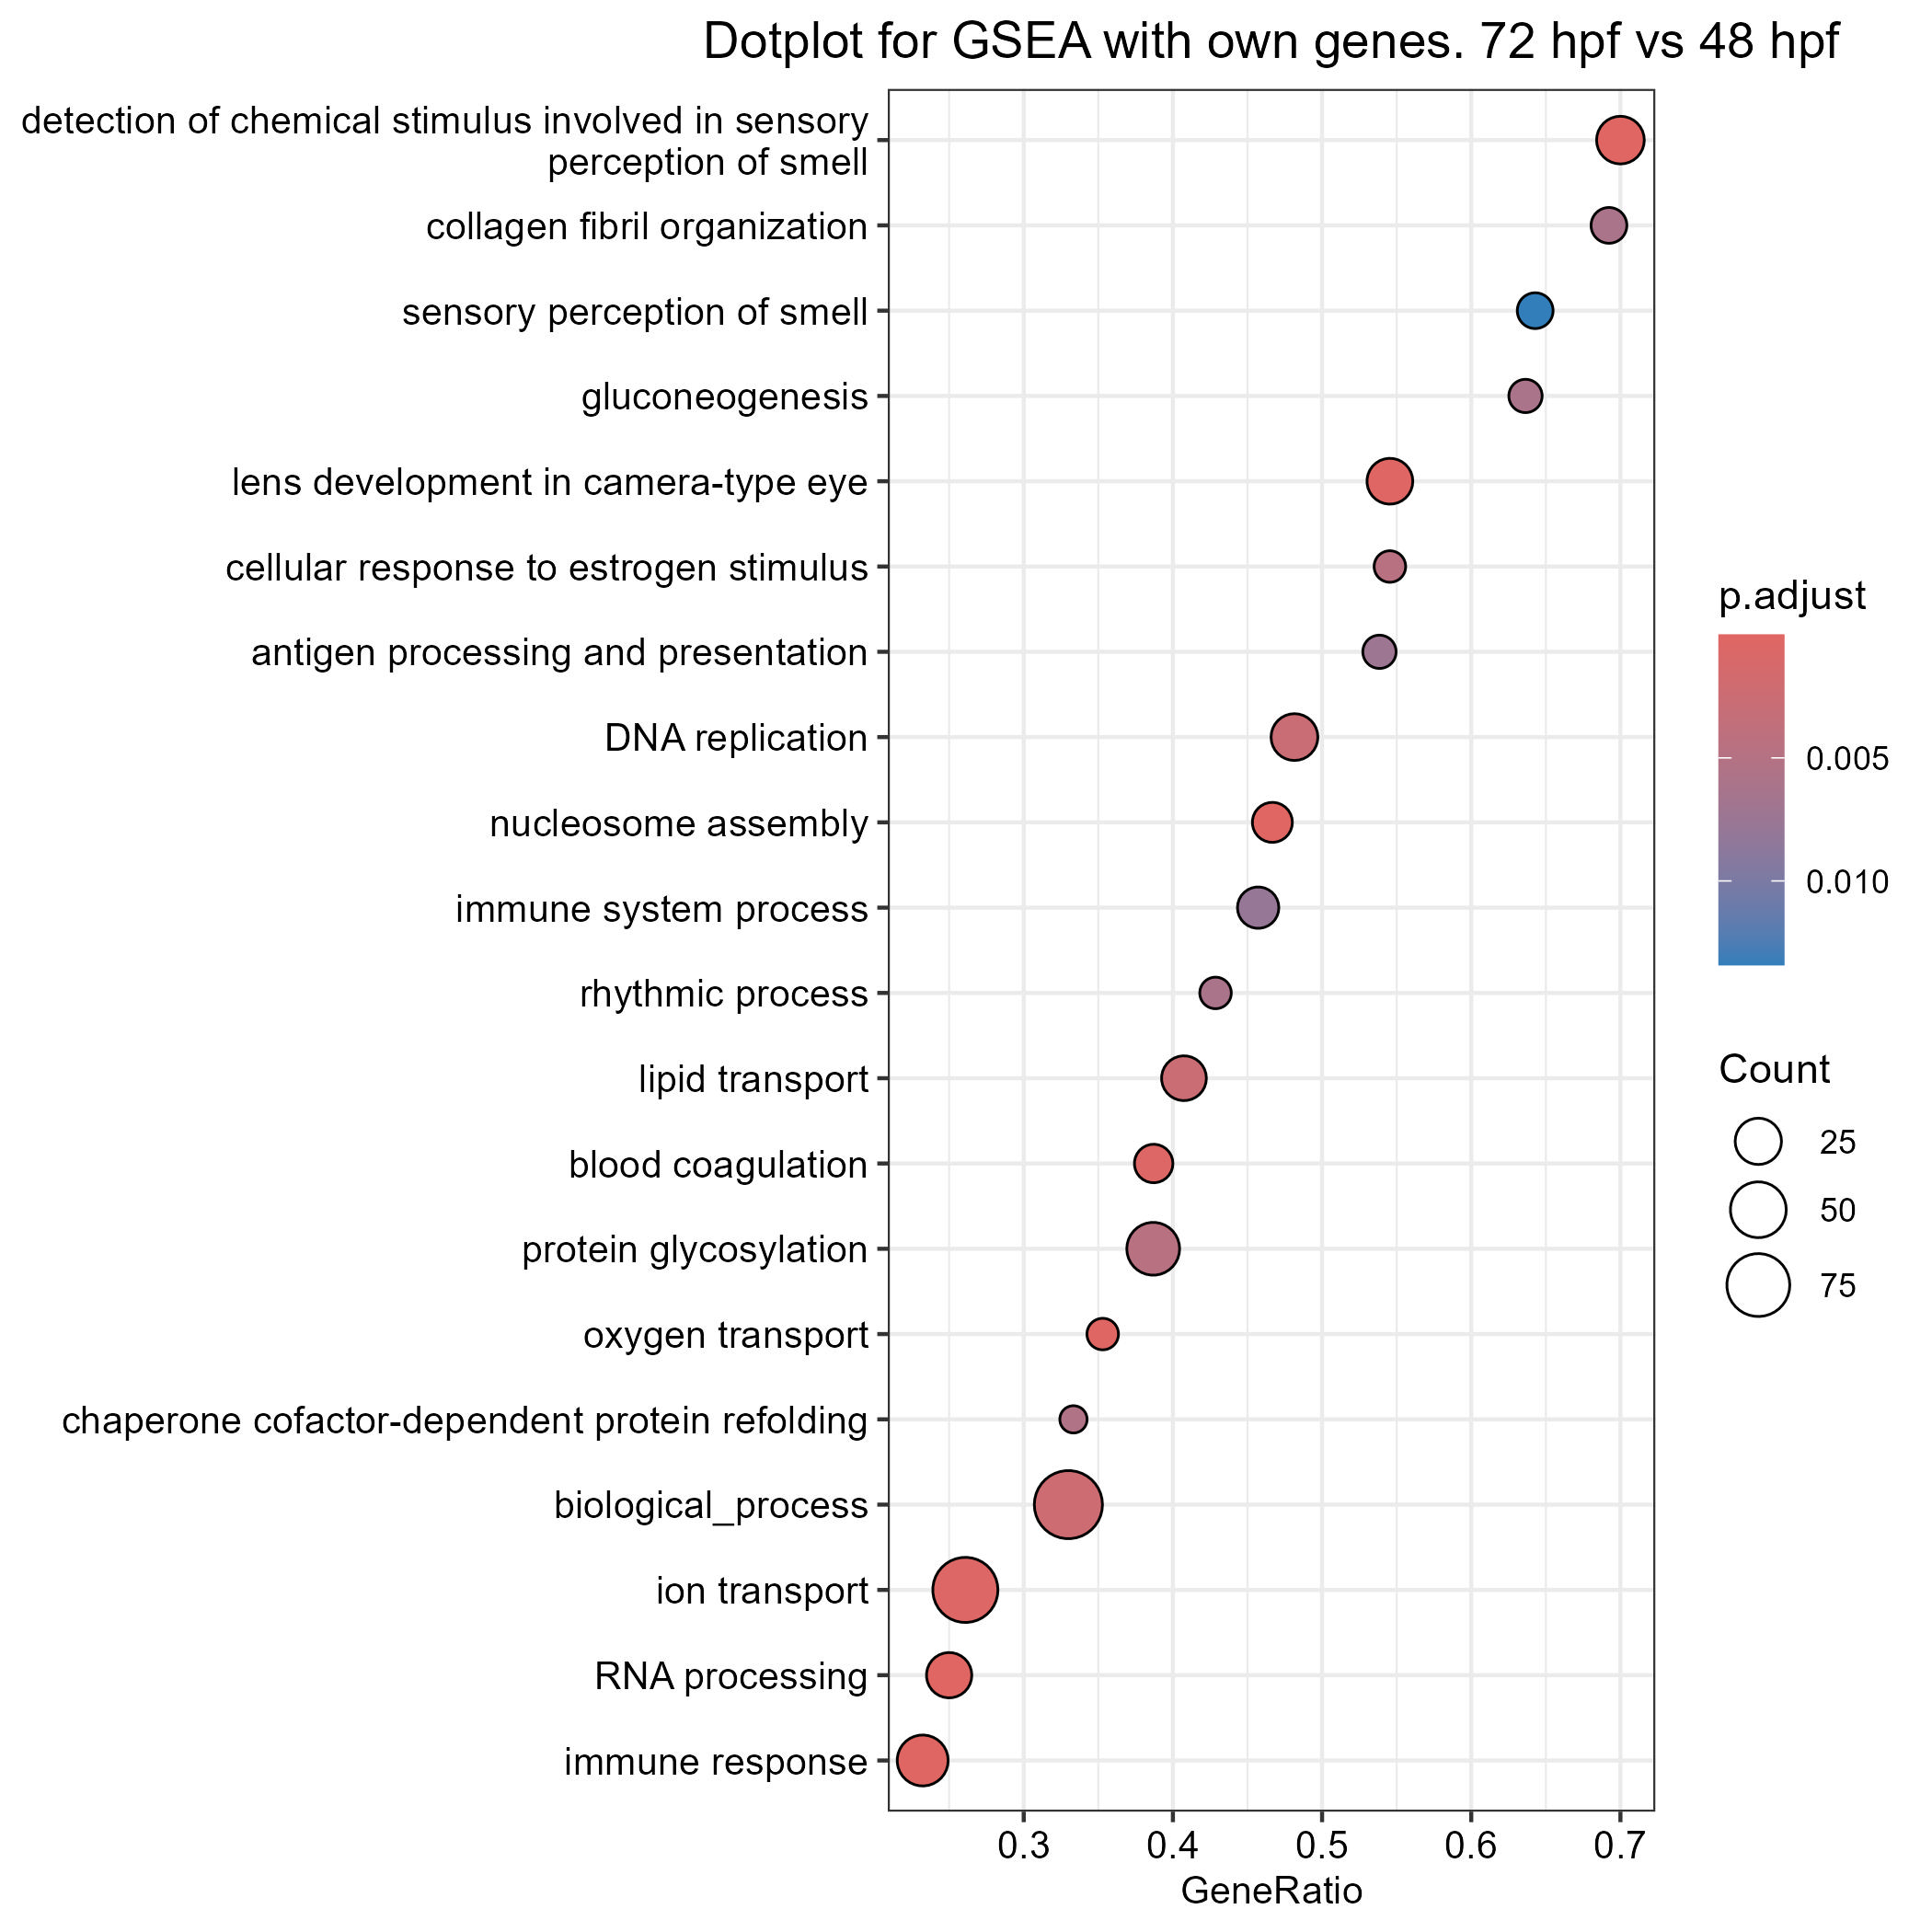 Dotplot for GSEA with own genes. 72 hpf vs 48 hpf
detection of chemical stimulus involved in sensory
perception of smell
collagen fibril organization
sensory perception of smell
gluconeogenesis
lens development in camera-type eye
cellular response to estrogen stimulus
antigen processing and presentation
DNA replication
nucleosome assembly
immune system process
rhythmic process
lipid transport
blood coagulation
protein glycosylation
oxygen transport
chaperone cofactor-dependent protein refolding
biological_process
ion transport
RNA processing
immune response
0.3 0.4 0.5 0.6 0.7
GeneRatio
p.adjust
0.005
0.010
Count
25
50
75